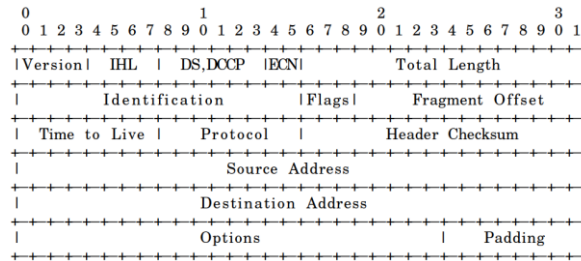 0 1 2 3
0 1 2 3 4 5 6 7 8 9 0 1 2 3 4 5 6 7 8 9 0 1 2 3 4 5 6 7 8 9 0 1
+-+-+-+-+-+-+-+-+-+-+-+-+-+-+-+-+-+-+-+-+-+-+-+-+-+-+-+-+-+-+-+-
|Version| IHL | DS,DCCP |ECN| Total Length
+-+-+-+-+-+-+-+-+-+-+-+-+-+-+-+-+-+-+-+-+-+-+-+-+-+-+-+-+-+-+-+-
| Identification |Flags| Fragment Offset
+-+-+-+-+-+-+-+-+-+-+-+-+-+-+-+-+-+-+-+-+-+-+-+-+-+-+-+-+-+-+-+-
| Time to Live | Protocol | Header Checksum
+-+-+-+-+-+-+-+-+-+-+-+-+-+-+-+-+-+-+-+-+-+-+-+-+-+-+-+-+-+-+-+-
| Source Address
+-+-+-+-+-+-+-+-+-+-+-+-+-+-+-+-+-+-+-+-+-+-+-+-+-+-+-+-+-+-+-+-
| Destination Address
+-+-+-+-+-+-+-+-+-+-+-+-+-+-+-+-+-+-+-+-+-+-+-+-+-+-+-+-+-+-+-+-
| Options | Padding
+-+-+-+-+-+-+-+-+-+-+-+-+-+-+-+-+-+-+-+-+-+-+-+-+-+-+-+-+-+-+-+-